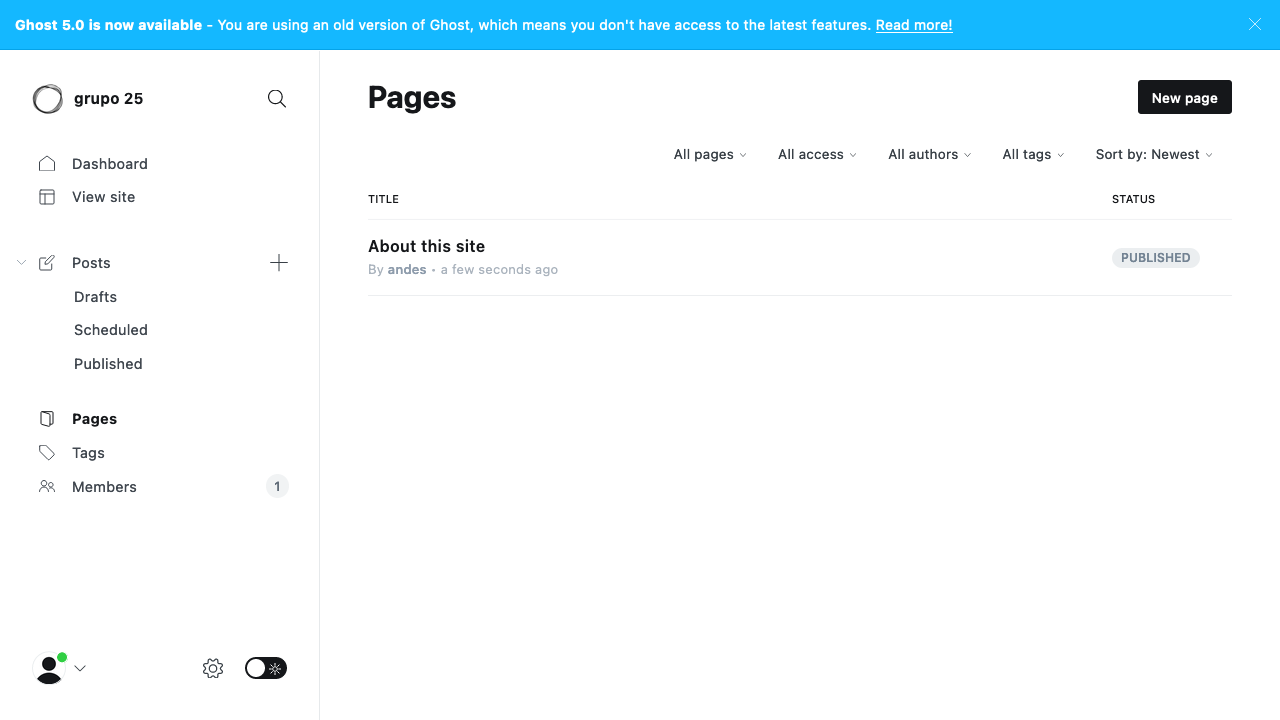 Ghost 5.0 is now available - You are using an old version of Ghost, which means you don't have access to the latest features. Read more!
grupo 25
Dashboard
View site
Posts
Drafts
Scheduled
Published
Pages
Tags
Members 1
Pages
New page
All pages All access All authors All tags Sort by: Newest
TITLE STATUS
About this site
By andes • a few seconds ago
PUBLISHED